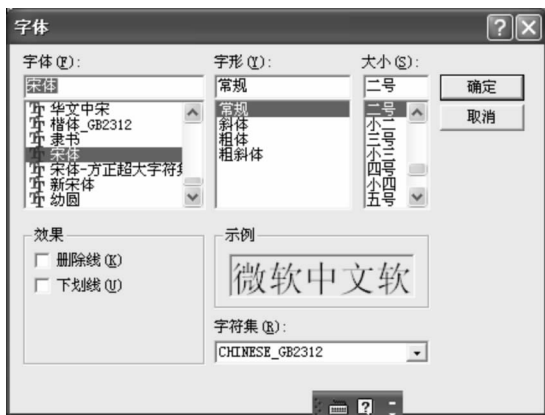 字体
字体(F):
宋体
华文中宋
楷体_GB2312
隶书
宋体
宋体-方正超大字符
新宋体
幼圆
字形(Y):
常规
常规
斜体
粗体
粗斜体
大小(S):
二号
二号
小二
三号
小三
四号
小四
五号
确定
取消
效果
删除线(K)
下划线(U)
示例
微软中文软
字符集(R):
CHINESE_GB2312